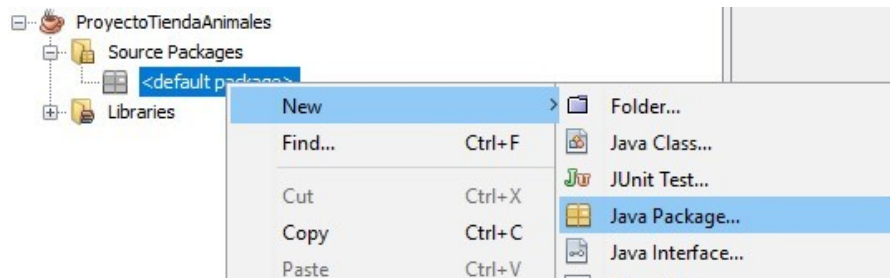 ProyectoTiendaAnimales
Source Packages
<default package>
Libraries
New
Find... Ctrl+F
Cut Ctrl+X
Copy Ctrl+C
Paste Ctrl+V
Folder...
Java Class...
JUnit Test...
Java Package...
Java Interface...